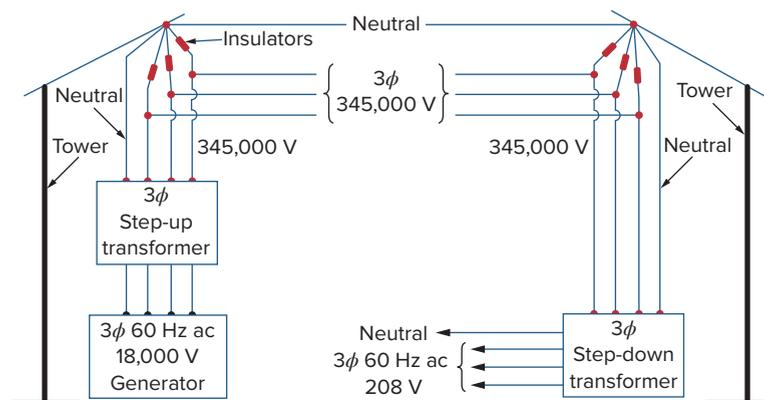 Neutral
Insulators
3ϕ
345,000 V
Neutral
Tower
Tower
345,000 V
345,000 V
Neutral
3ϕ
Step-up
transformer
3ϕ 60 Hz ac
18,000 V
Generator
Neutral
3ϕ 60 Hz ac
208 V
3ϕ
Step-down
transformer